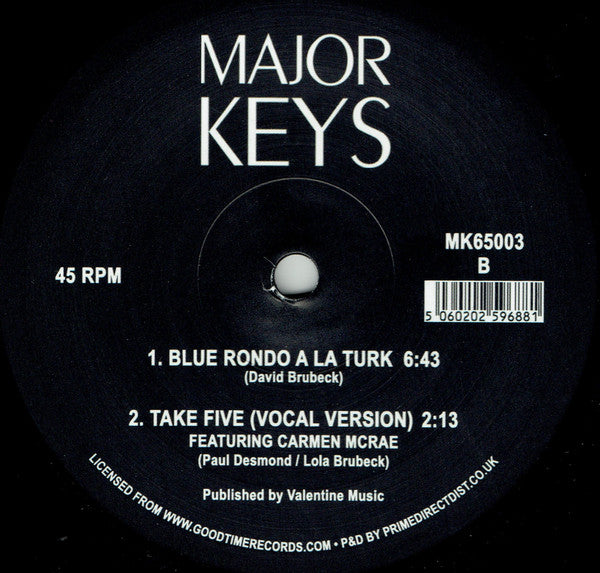 MAJOR
KEYS
45 RPM
MK65003
B
5 060202 596881
1. BLUE RONDO A LA TURK 6:43
(David Brubeck)
2. TAKE FIVE (VOCAL VERSION) 2:13
FEATURING CARMEN MCRAE
(Paul Desmond / Lola Brubeck)
Published by Valentine Music
LICENSED FROM WWW.GOODTIMERECORDS.COM • P&D BY PRIMEDIRECTDIST.CO.UK